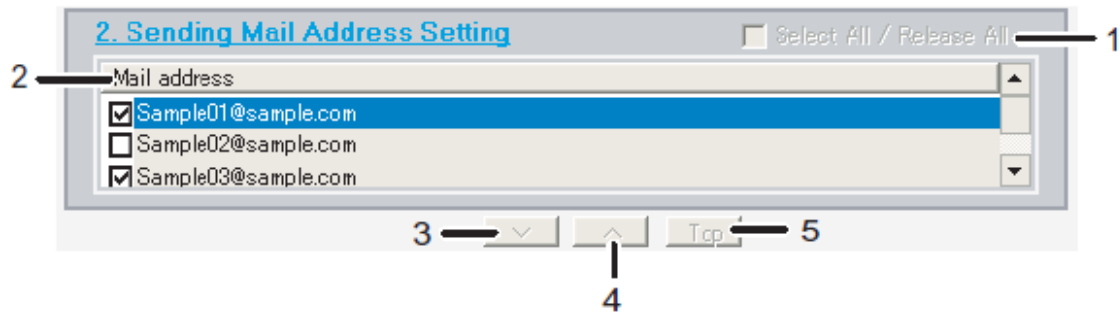 2. Sending Mail Address Setting
Select All / Release All
1
2
Mail address
Sample01@sample.com
Sample02@sample.com
Sample03@sample.com
3
Top
5
4